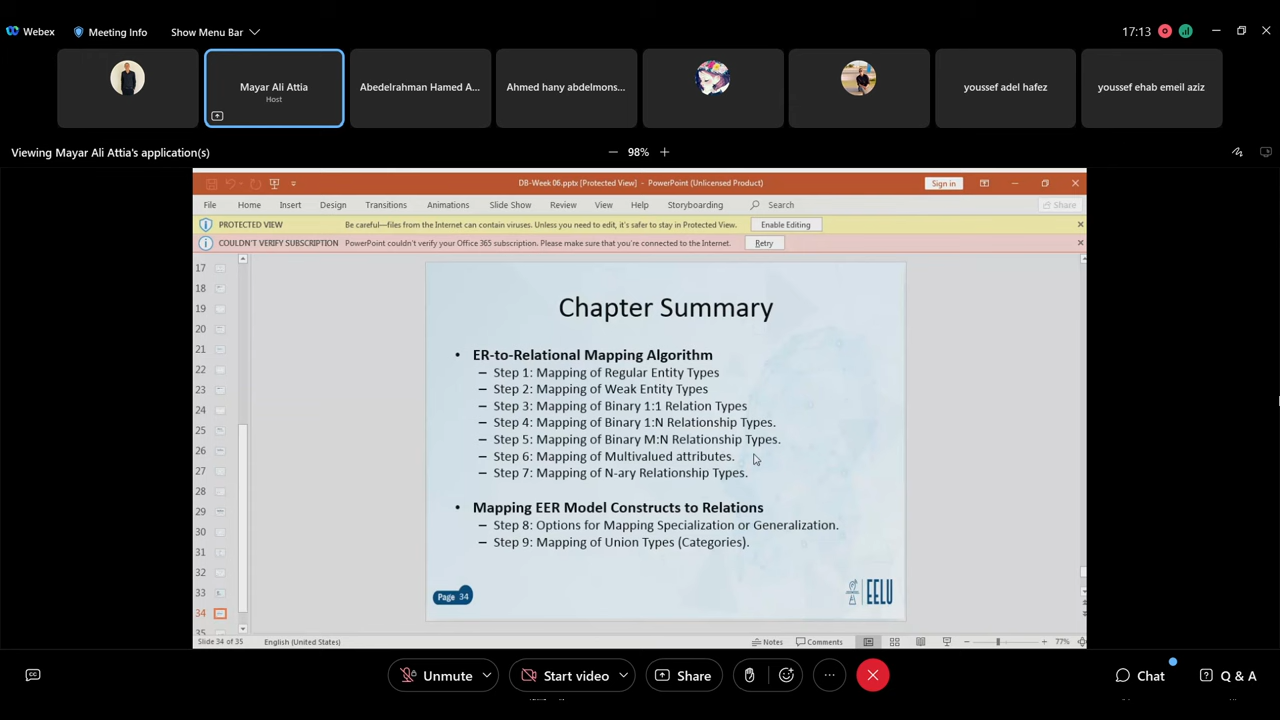 Webex
Meeting Info
Show Menu Bar
17:13
Mayar Ali Attia
Host
Abedelrahman Hamed A...
Ahmed hany abdelmons...
youssef adel hafez
youssef ehab emeil aziz
Viewing Mayar Ali Attia's application(s)
98%
DB-Week 06.pptx [Protected View] - PowerPoint (Unlicensed Product)
Sign in
File Home Insert Design Transitions Animations Slide Show Review View Help Storyboarding Search Share
PROTECTED VIEW Be careful—files from the Internet can contain viruses. Unless you need to edit, it's safer to stay in Protected View. Enable Editing
COULDN'T VERIFY SUBSCRIPTION PowerPoint couldn't verify your Office 365 subscription. Please make sure that you're connected to the Internet. Retry
17
18
19
20
21
22
23
24
25
26
27
28
29
30
31
32
33
34
35
Chapter Summary
• ER-to-Relational Mapping Algorithm
– Step 1: Mapping of Regular Entity Types
– Step 2: Mapping of Weak Entity Types
– Step 3: Mapping of Binary 1:1 Relation Types
– Step 4: Mapping of Binary 1:N Relationship Types.
– Step 5: Mapping of Binary M:N Relationship Types.
– Step 6: Mapping of Multivalued attributes.
– Step 7: Mapping of N-ary Relationship Types.
• Mapping EER Model Constructs to Relations
– Step 8: Options for Mapping Specialization or Generalization.
– Step 9: Mapping of Union Types (Categories).
Page 34
EELU
Slide 34 of 35
English (United States)
Notes
Comments
77%
Unmute
Start video
Share
Chat
Q & A